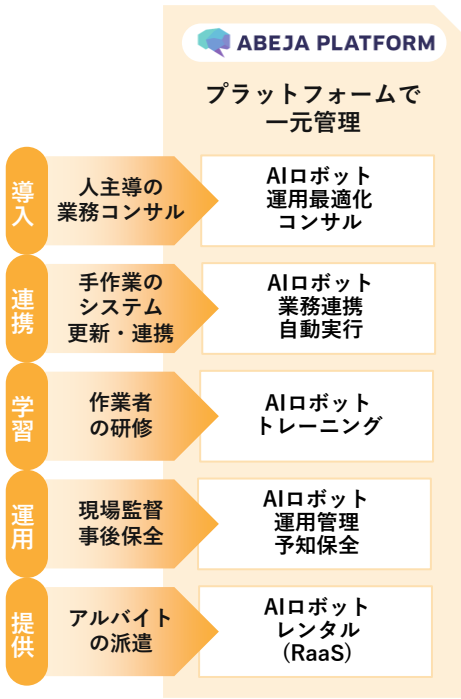 ABEJA PLATFORM
プラットフォームで
一元管理
導入
人主導の
業務コンサル
AIロボット
運用最適化
コンサル
連携
手作業の
システム
更新・連携
AIロボット
業務連携
自動実行
学習
作業者
の研修
AIロボット
トレーニング
運用
現場監督
事後保全
AIロボット
運用管理
予知保全
提供
アルバイト
の派遣
AIロボット
レンタル
(RaaS)